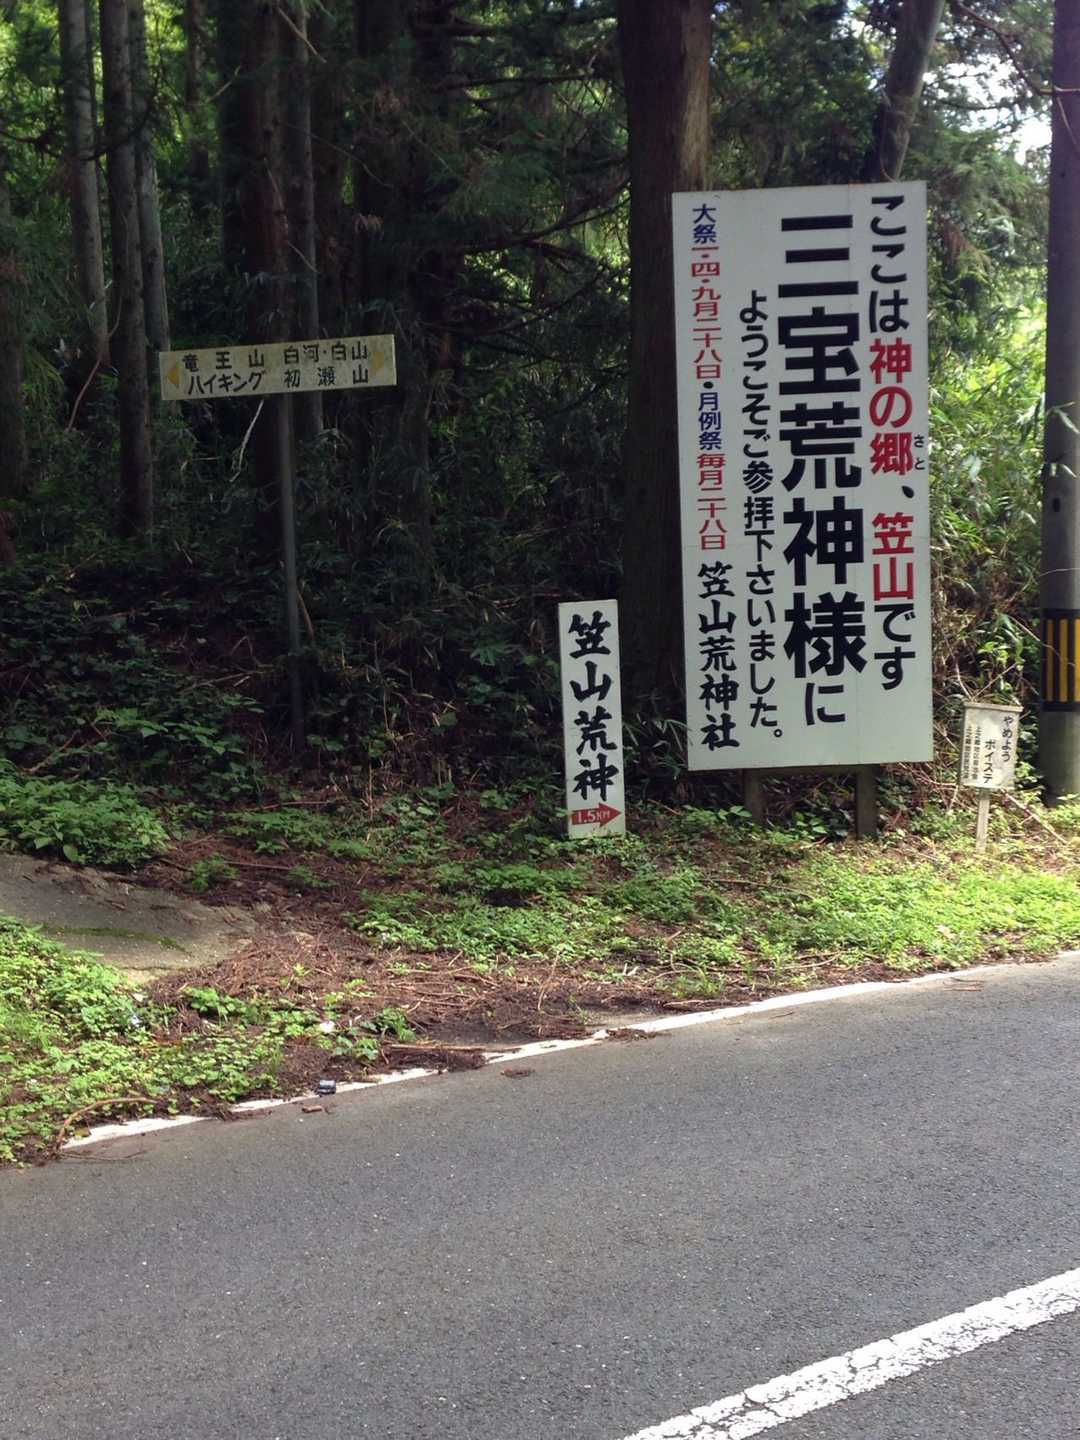 ここは神の郷、笠山です
さと
三宝荒神様に
ようこそご参拝下さいました。
大祭一・四・九月二十八日・月例祭毎月二十八日
笠山荒神社
笠山荒神
1.5KM
竜王山
ハイキング
白河・白山
初瀬山
やめよう
ポイステ